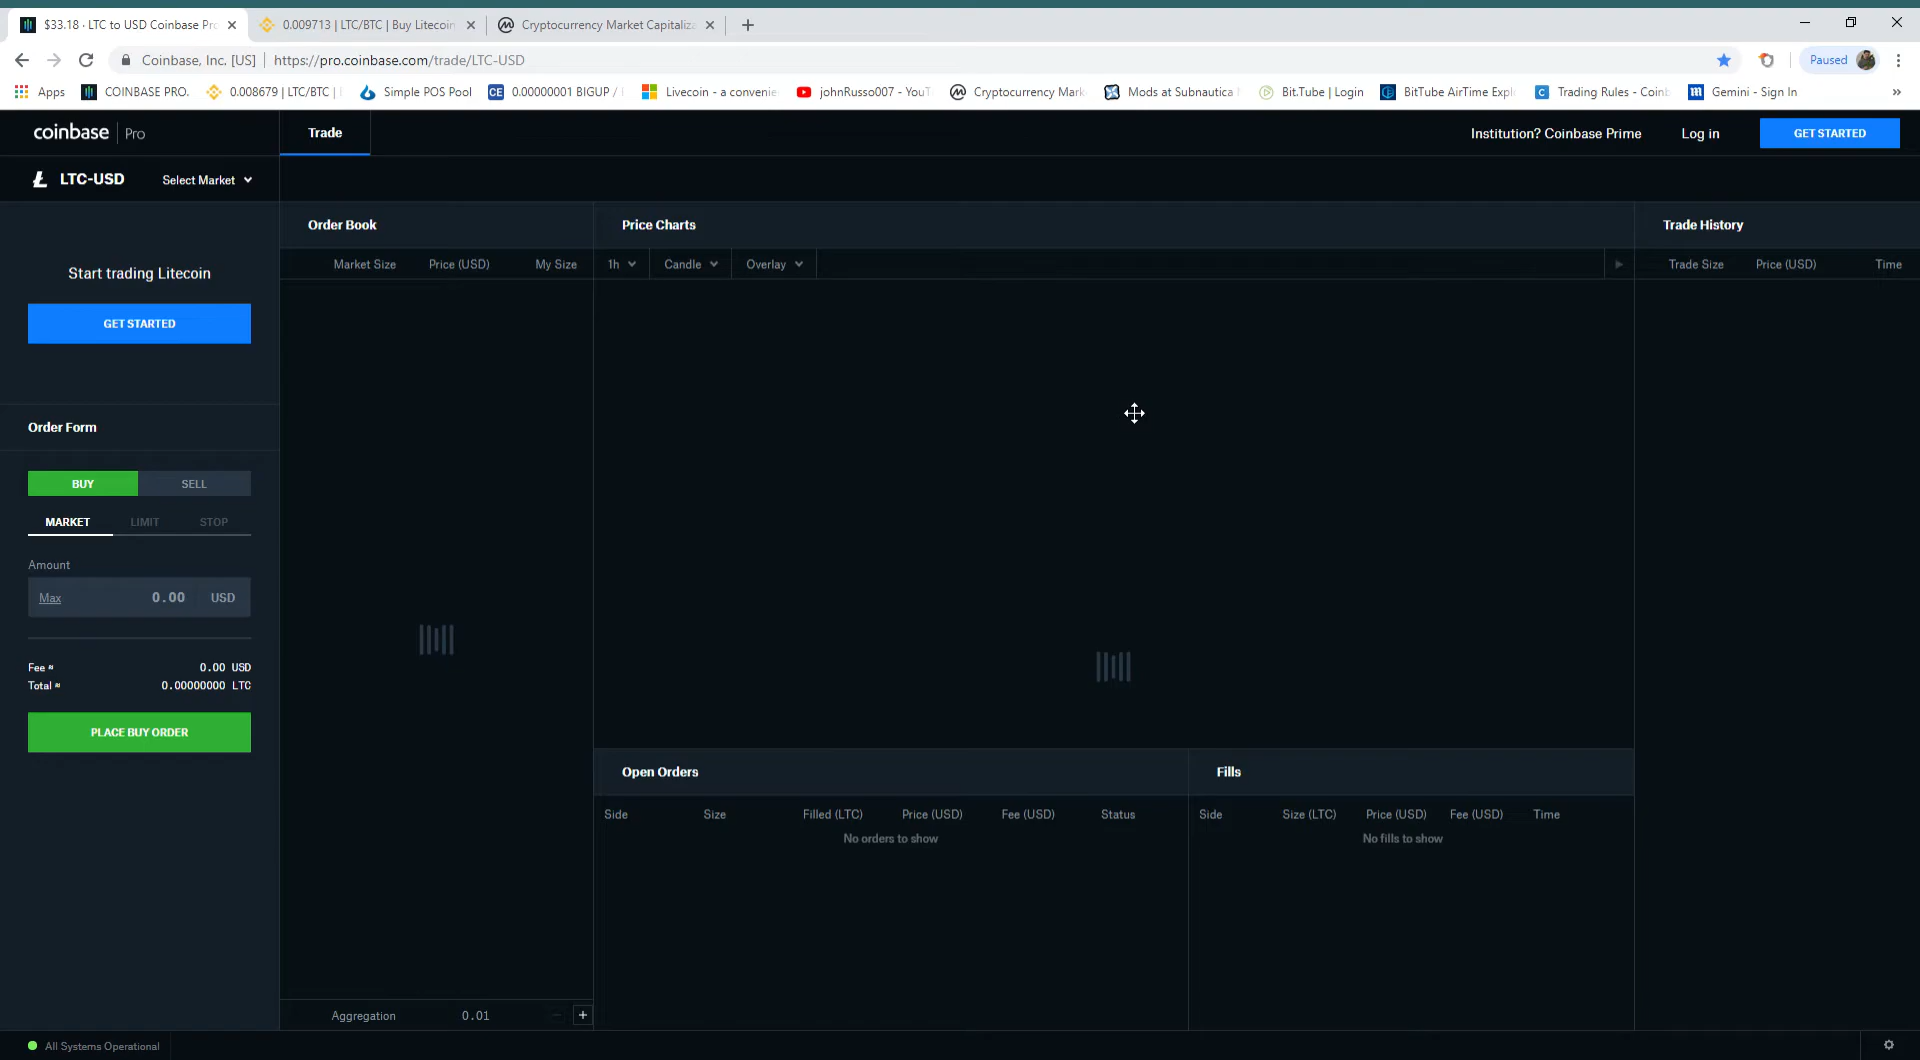 $33.18 - LTC to USD Coinbase Pro
0.009713 | LTC/BTC | Buy Litecoin
Cryptocurrency Market Capitaliza
Coinbase, Inc. [US] | https://pro.coinbase.com/trade/LTC-USD
Paused
Apps
COINBASE PRO.
0.008679 | LTC/BTC |
Simple POS Pool
CE
0.00000001 BIGUP /
Livecoin - a convenie
johnRusso007 - YouT
Cryptocurrency Mark
Mods at Subnautica
Bit.Tube | Login
BitTube AirTime Expl
Trading Rules - Coinb
Gemini - Sign In
»
coinbase | Pro
Trade
Institution? Coinbase Prime
Log in
GET STARTED
LTC-USD
Select Market
Start trading Litecoin
GET STARTED
Order Form
BUY
SELL
MARKET
LIMIT
STOP
Amount
Max
0.00
USD
Fee ≈
0.00 USD
Total ≈
0.00000000 LTC
PLACE BUY ORDER
Order Book
Market Size
Price (USD)
My Size
Aggregation
0.01
Price Charts
1h
Candle
Overlay
Open Orders
Side
Size
Filled (LTC)
Price (USD)
Fee (USD)
Status
No orders to show
Fills
Side
Size (LTC)
Price (USD)
Fee (USD)
Time
No fills to show
Trade History
Trade Size
Price (USD)
Time
All Systems Operational